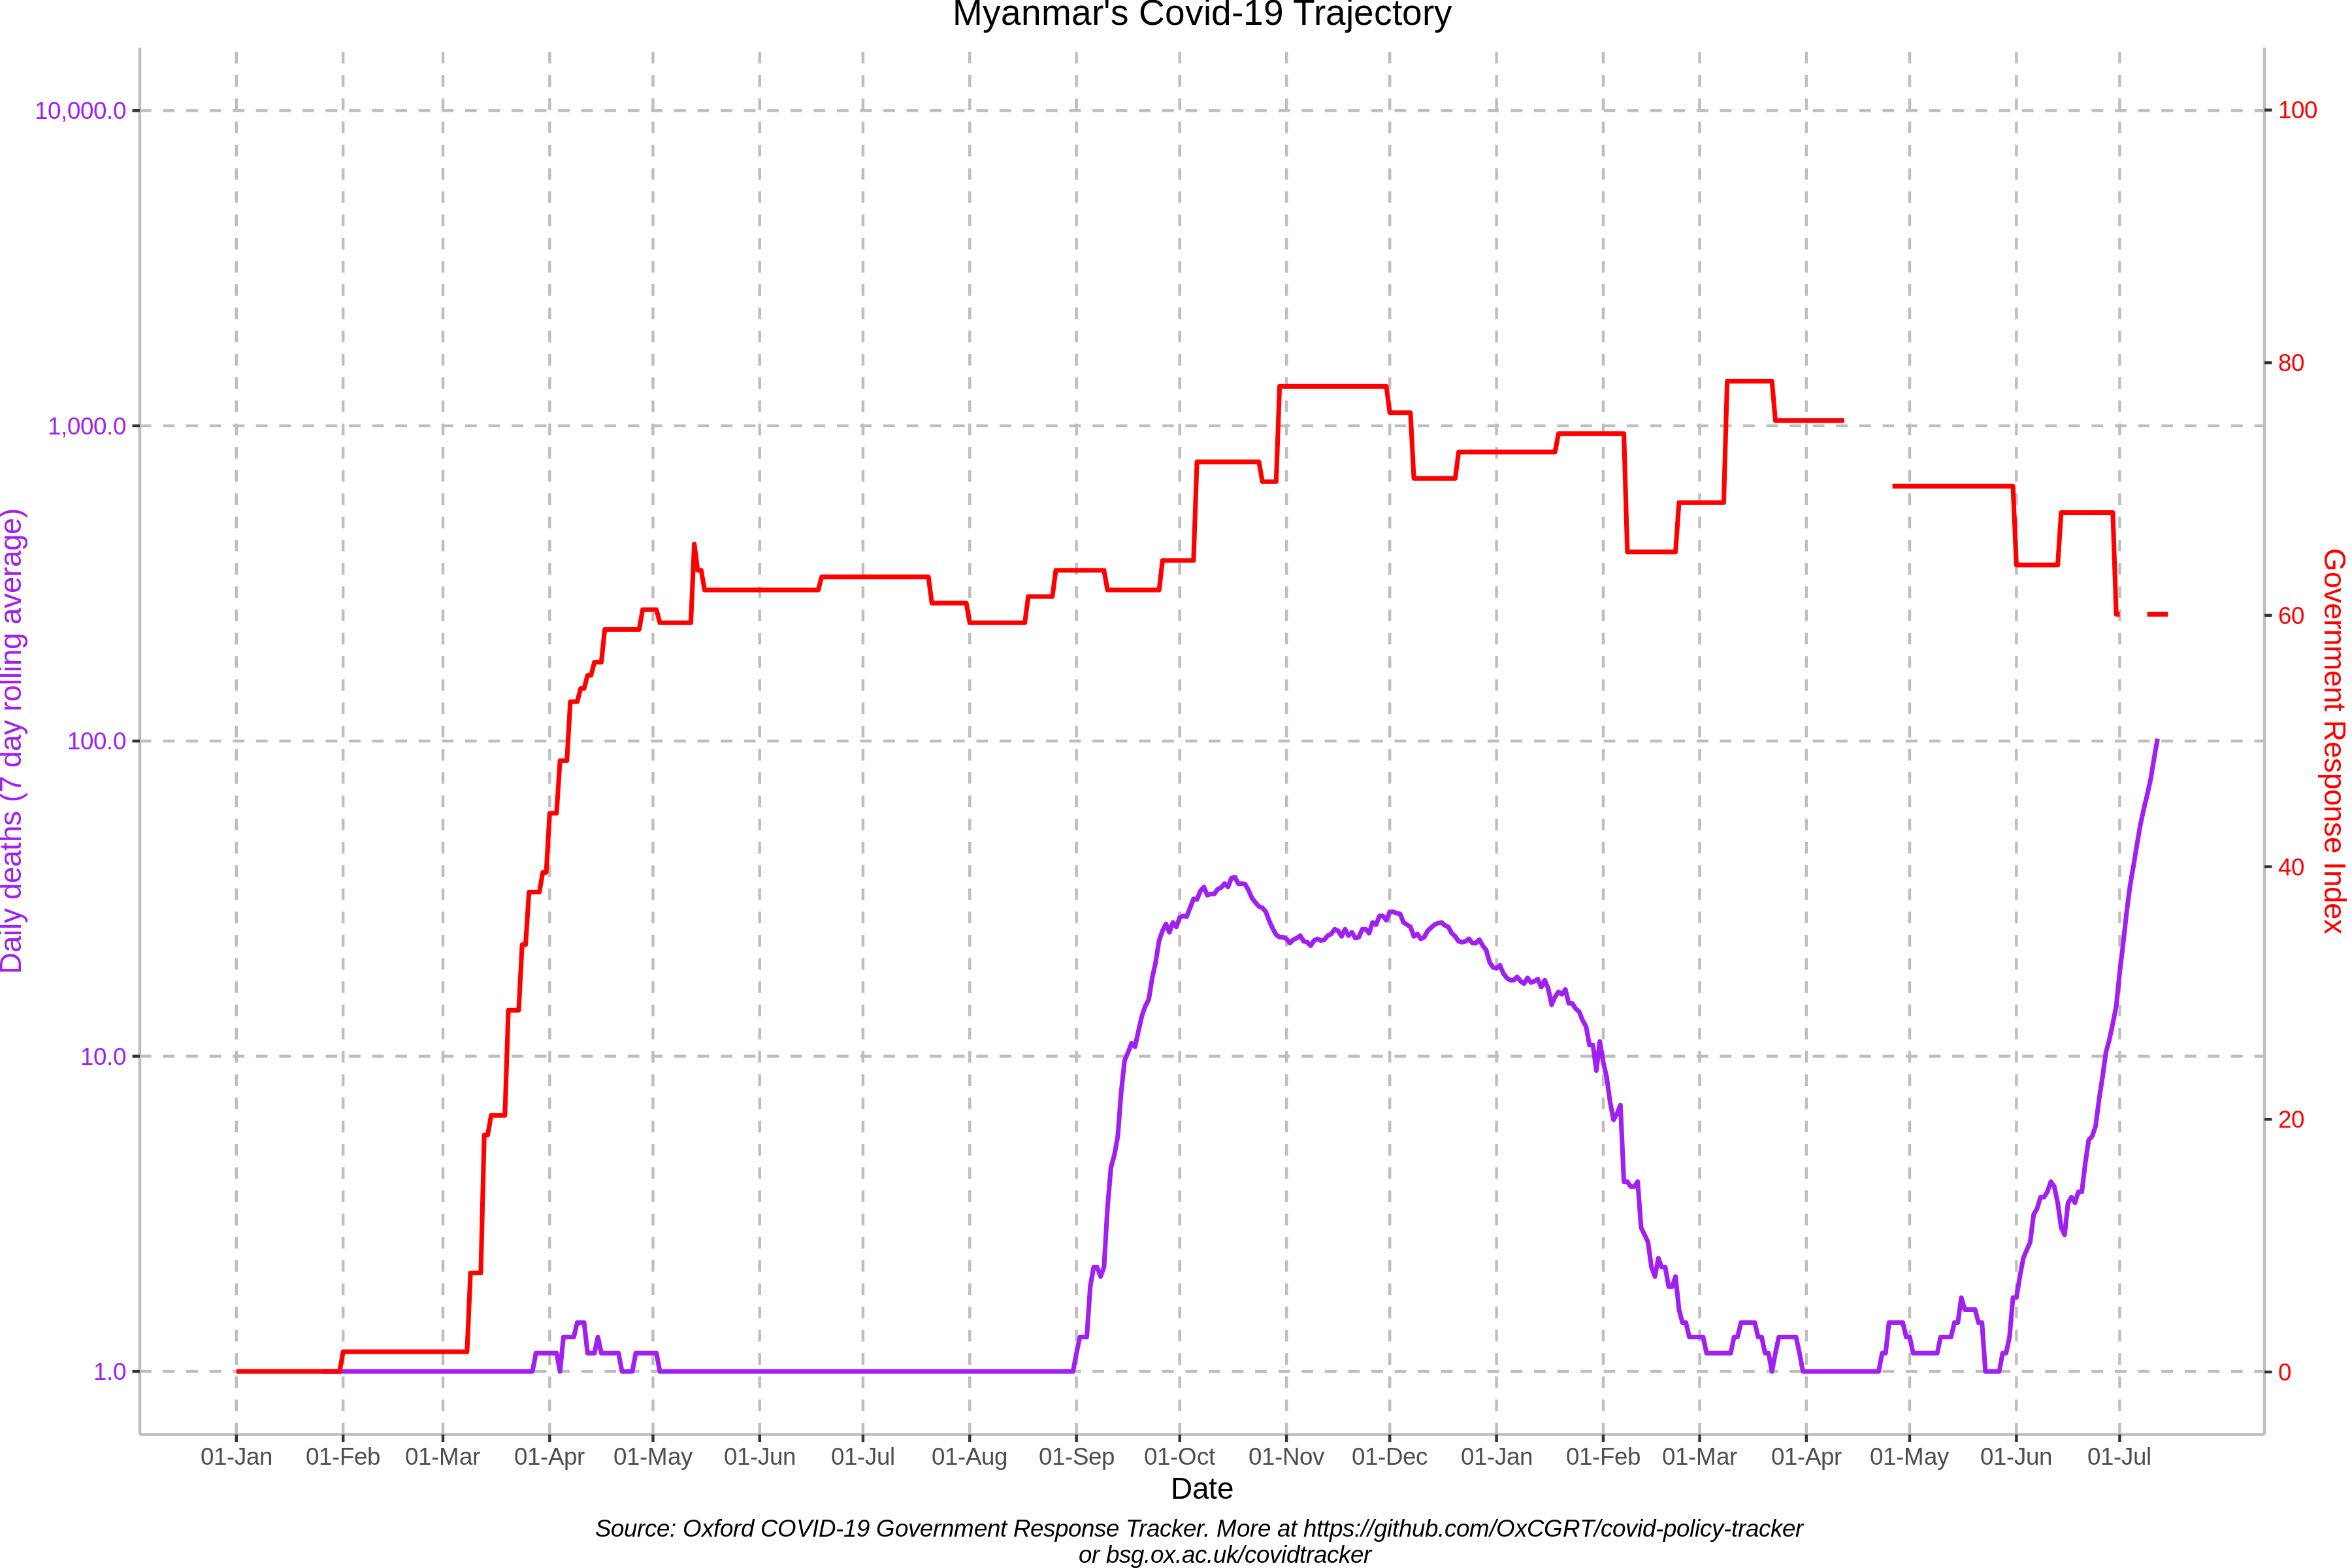 Myanmar's Covid-19 Trajectory
10,000.0
1,000.0
100.0
10.0
1.0
Daily deaths (7 day rolling average)
100
80
60
40
20
0
Government Response Index
01-Jan 01-Feb 01-Mar 01-Apr 01-May 01-Jun 01-Jul 01-Aug 01-Sep 01-Oct 01-Nov 01-Dec 01-Jan 01-Feb 01-Mar 01-Apr 01-May 01-Jun 01-Jul
Date
Source: Oxford COVID-19 Government Response Tracker. More at https://github.com/OxCGRT/covid-policy-tracker
or bsg.ox.ac.uk/covidtracker